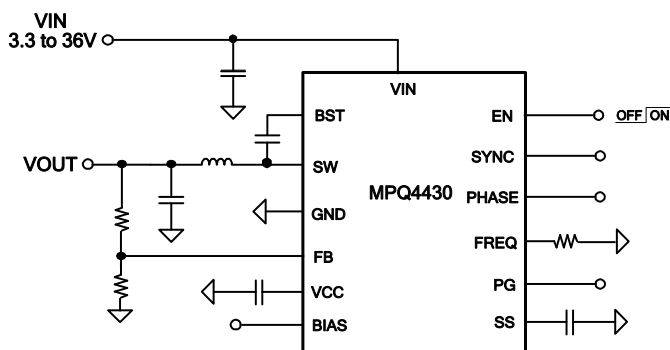 VIN
3.3 to 36V
VIN
BST
EN
OFF ON
SYNC
VOUT
SW
MPQ4430
PHASE
GND
FREQ
FB
PG
VCC
SS
BIAS